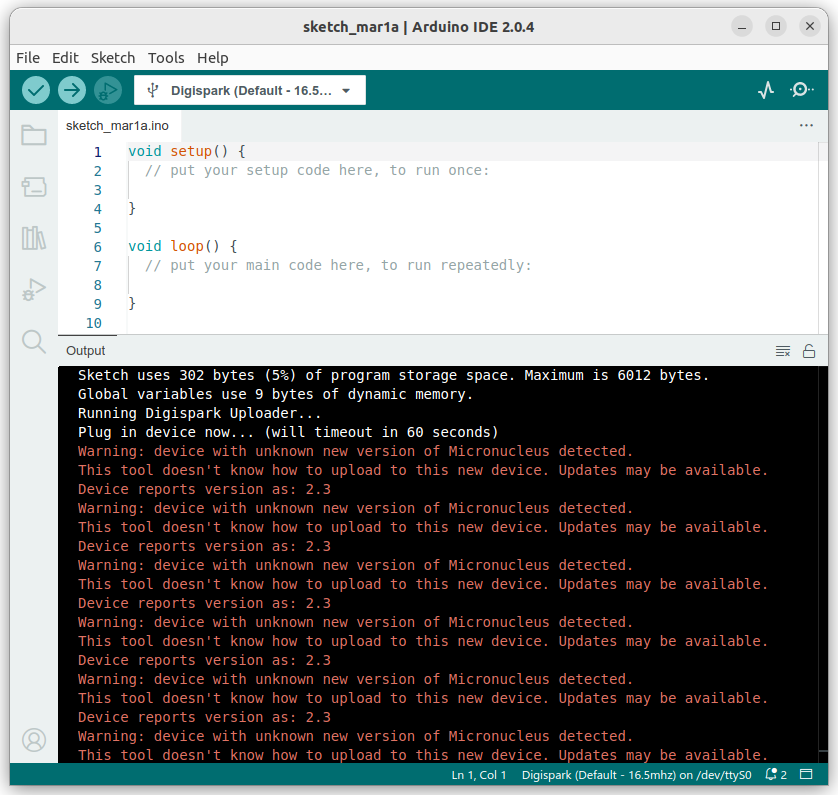 sketch_mar1a | Arduino IDE 2.0.4
File Edit Sketch Tools Help
Digispark (Default - 16.5...
sketch_mar1a.ino
1 void setup() {
2 // put your setup code here, to run once:
3
4 }
5
6 void loop() {
7 // put your main code here, to run repeatedly:
8
9 }
10
Output
Sketch uses 302 bytes (5%) of program storage space. Maximum is 6012 bytes.
Global variables use 9 bytes of dynamic memory.
Running Digispark Uploader...
Plug in device now... (will timeout in 60 seconds)
Warning: device with unknown new version of Micronucleus detected.
This tool doesn't know how to upload to this new device. Updates may be available.
Device reports version as: 2.3
Warning: device with unknown new version of Micronucleus detected.
This tool doesn't know how to upload to this new device. Updates may be available.
Device reports version as: 2.3
Warning: device with unknown new version of Micronucleus detected.
This tool doesn't know how to upload to this new device. Updates may be available.
Device reports version as: 2.3
Warning: device with unknown new version of Micronucleus detected.
This tool doesn't know how to upload to this new device. Updates may be available.
Device reports version as: 2.3
Warning: device with unknown new version of Micronucleus detected.
This tool doesn't know how to upload to this new device. Updates may be available.
Device reports version as: 2.3
Warning: device with unknown new version of Micronucleus detected.
This tool doesn't know how to upload to this new device. Updates may be available.
Ln 1, Col 1 Digispark (Default - 16.5mhz) on /dev/ttyS0 2